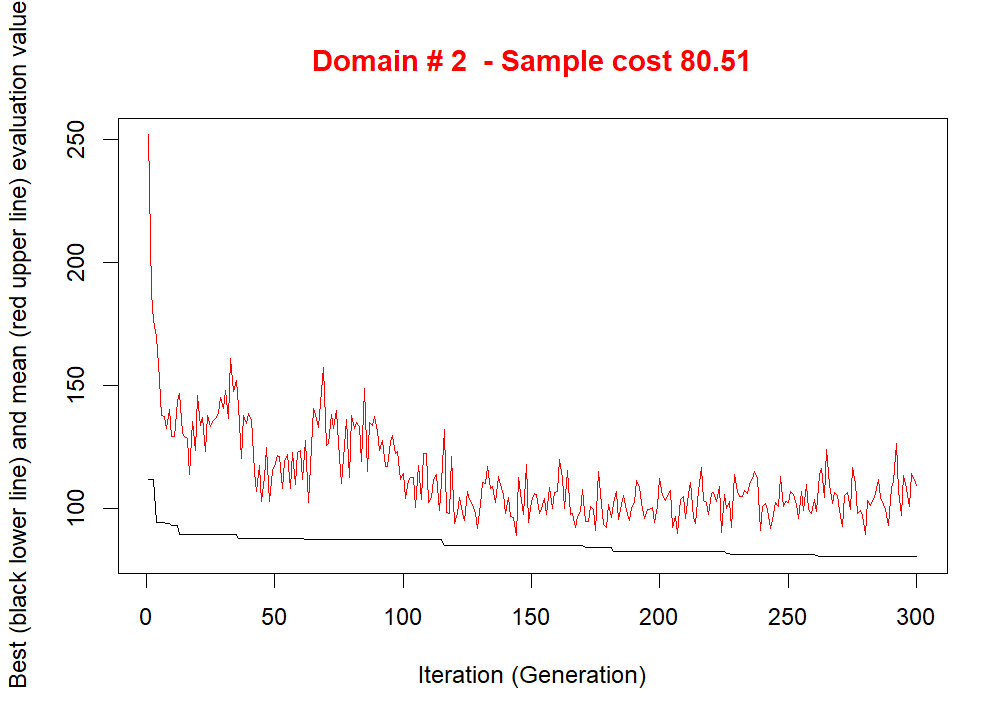 Domain # 2  - Sample cost 80.51
Best (black lower line) and mean (red upper line) evaluation value
250
200
150
100
0 50 100 150 200 250 300
Iteration (Generation)